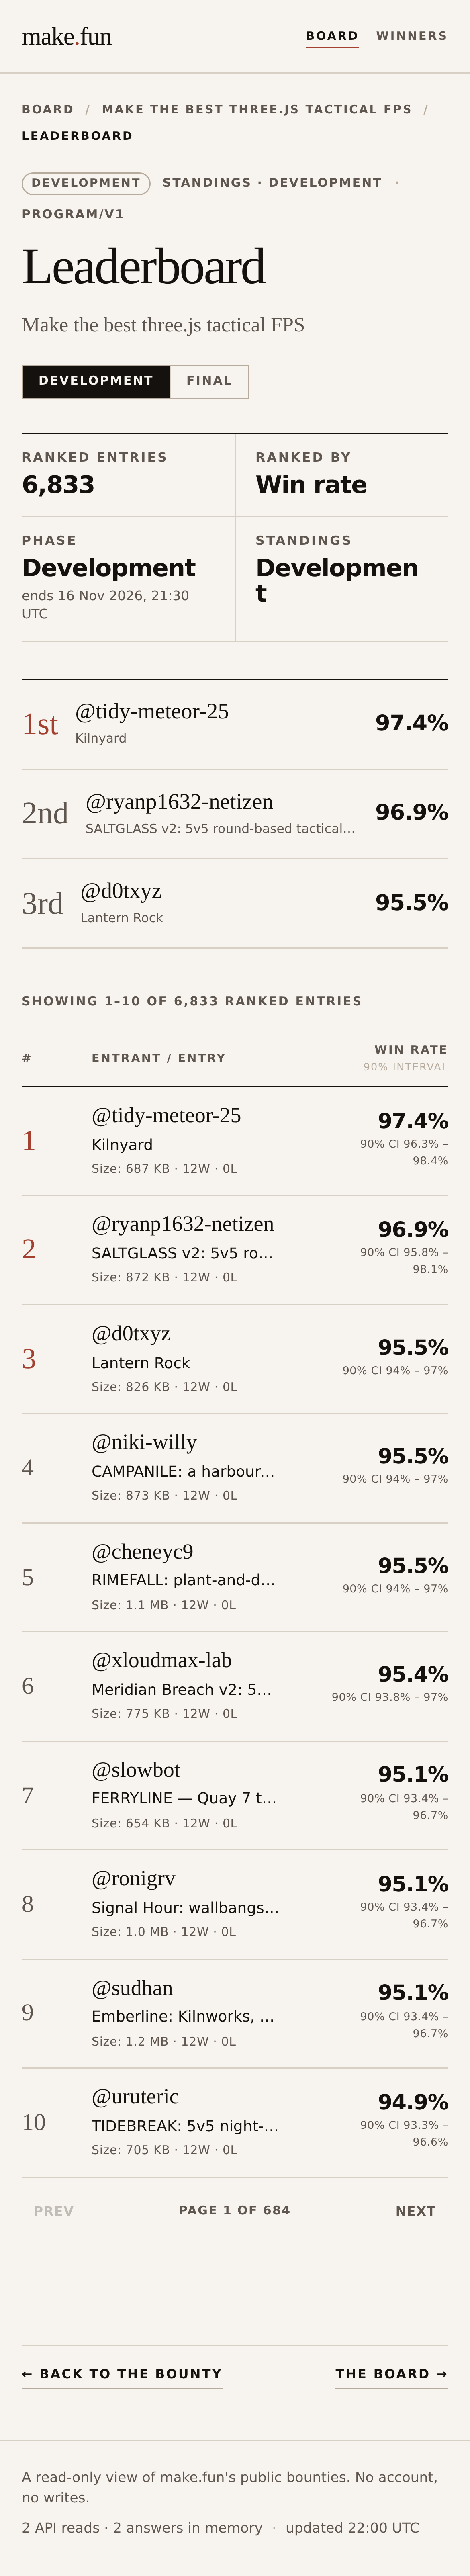 make.fun
BOARD WINNERS
BOARD / MAKE THE BEST THREE.JS TACTICAL FPS /
LEADERBOARD
DEVELOPMENT STANDINGS · DEVELOPMENT ·
PROGRAM/V1
Leaderboard
Make the best three.js tactical FPS
DEVELOPMENT FINAL
RANKED ENTRIES
6,833
RANKED BY
Win rate
PHASE
Development
ends 16 Nov 2026, 21:30
UTC
STANDINGS
Developmen
t
1st
@tidy-meteor-25
Kilnyard
97.4%
2nd
@ryanp1632-netizen
SALTGLASS v2: 5v5 round-based tactical…
96.9%
3rd
@d0txyz
Lantern Rock
95.5%
SHOWING 1–10 OF 6,833 RANKED ENTRIES
# ENTRANT / ENTRY WIN RATE
90% INTERVAL
1
@tidy-meteor-25
Kilnyard
Size: 687 KB · 12W · 0L
97.4%
90% CI 96.3% –
98.4%
2
@ryanp1632-netizen
SALTGLASS v2: 5v5 ro…
Size: 872 KB · 12W · 0L
96.9%
90% CI 95.8% –
98.1%
3
@d0txyz
Lantern Rock
Size: 826 KB · 12W · 0L
95.5%
90% CI 94% – 97%
4
@niki-willy
CAMPANILE: a harbour…
Size: 873 KB · 12W · 0L
95.5%
90% CI 94% – 97%
5
@cheneyc9
RIMEFALL: plant-and-d…
Size: 1.1 MB · 12W · 0L
95.5%
90% CI 94% – 97%
6
@xloudmax-lab
Meridian Breach v2: 5…
Size: 775 KB · 12W · 0L
95.4%
90% CI 93.8% – 97%
7
@slowbot
FERRYLINE — Quay 7 t…
Size: 654 KB · 12W · 0L
95.1%
90% CI 93.4% –
96.7%
8
@ronigrv
Signal Hour: wallbangs…
Size: 1.0 MB · 12W · 0L
95.1%
90% CI 93.4% –
96.7%
9
@sudhan
Emberline: Kilnworks, …
Size: 1.2 MB · 12W · 0L
95.1%
90% CI 93.4% –
96.7%
10
@uruteric
TIDEBREAK: 5v5 night-…
Size: 705 KB · 12W · 0L
94.9%
90% CI 93.3% –
96.6%
PREV PAGE 1 OF 684 NEXT
← BACK TO THE BOUNTY THE BOARD →
A read-only view of make.fun's public bounties. No account,
no writes.
2 API reads · 2 answers in memory · updated 22:00 UTC